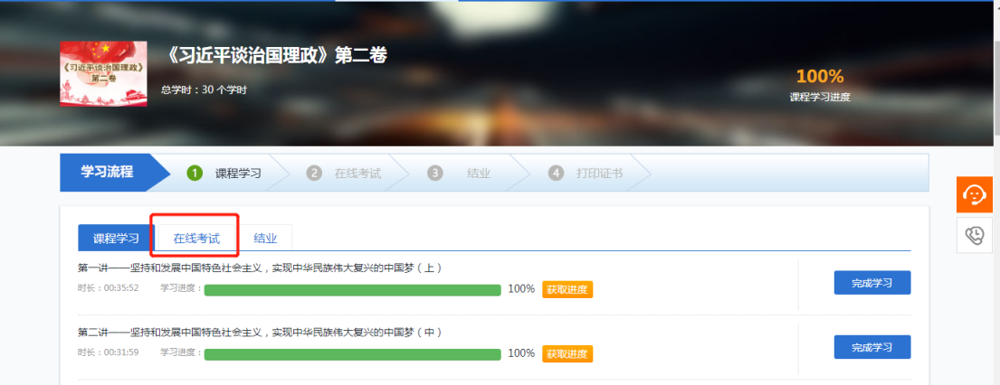 《习近平谈治国理政》
第二卷
《习近平谈治国理政》第二卷
总学时：30 个学时
100%
课程学习进度
学习流程
1 课程学习
2 在线考试
3 结业
4 打印证书
课程学习 在线考试 结业
第一讲——坚持和发展中国特色社会主义，实现中华民族伟大复兴的中国梦（上）
时长：00:35:52 学习进度： 100% 获取进度
完成学习
第二讲——坚持和发展中国特色社会主义，实现中华民族伟大复兴的中国梦（中）
时长：00:31:59 学习进度： 100% 获取进度
完成学习